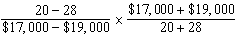 20 − 28 / $17,000 − $19,000 × $17,000 + $19,000 / 20 + 28